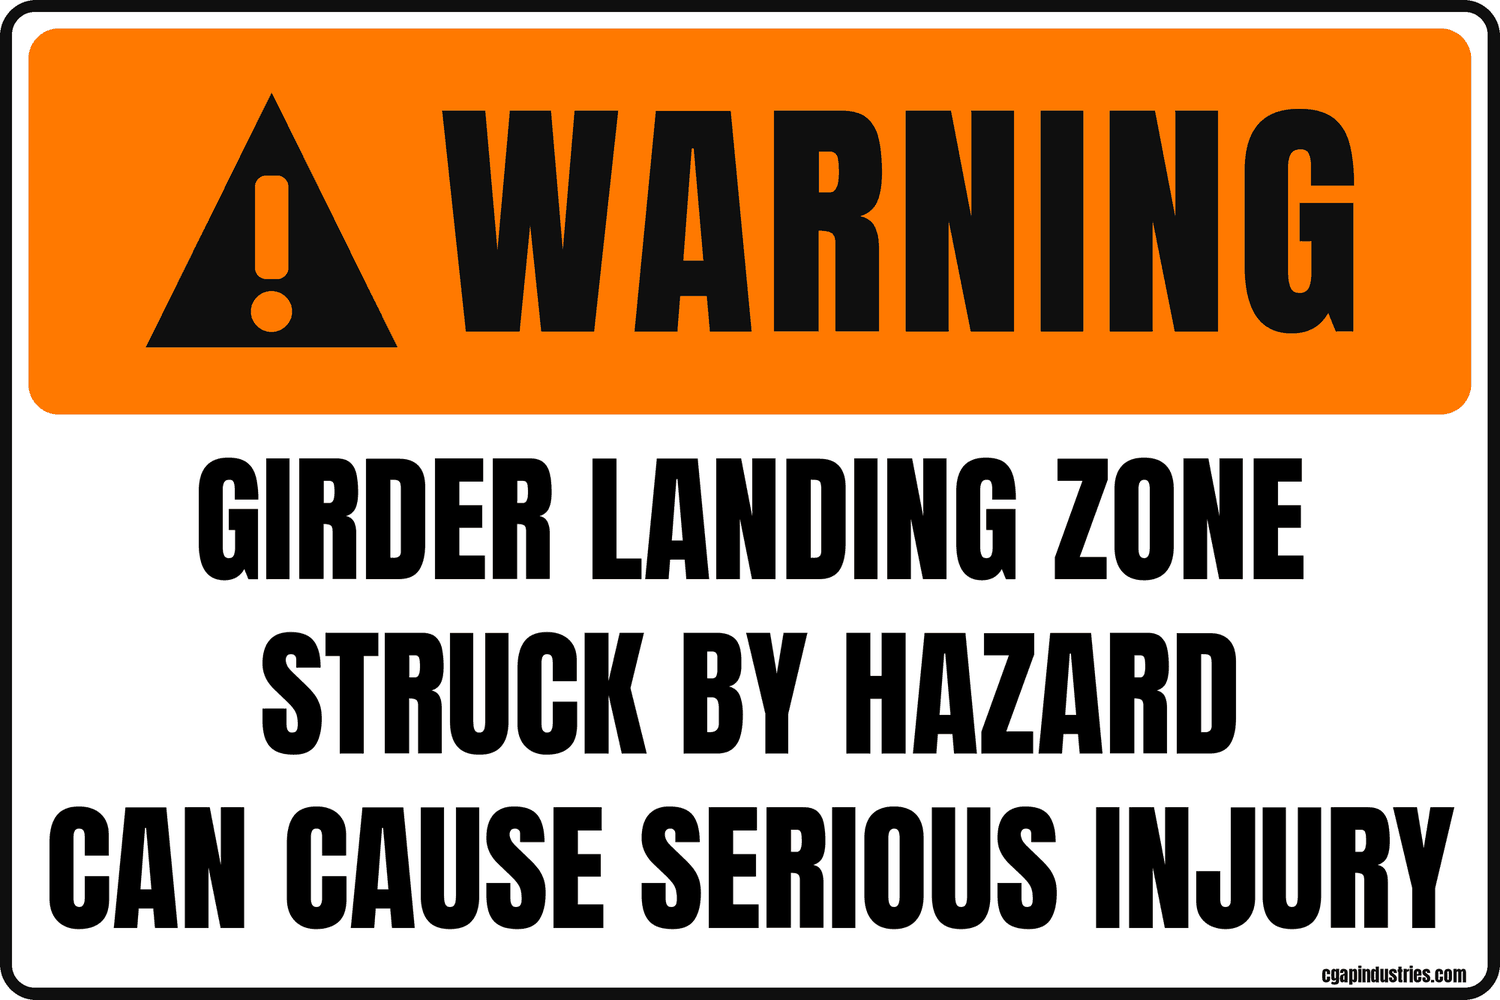 WARNING
GIRDER LANDING ZONE
STRUCK BY HAZARD
CAN CAUSE SERIOUS INJURY
cgapindustries.com